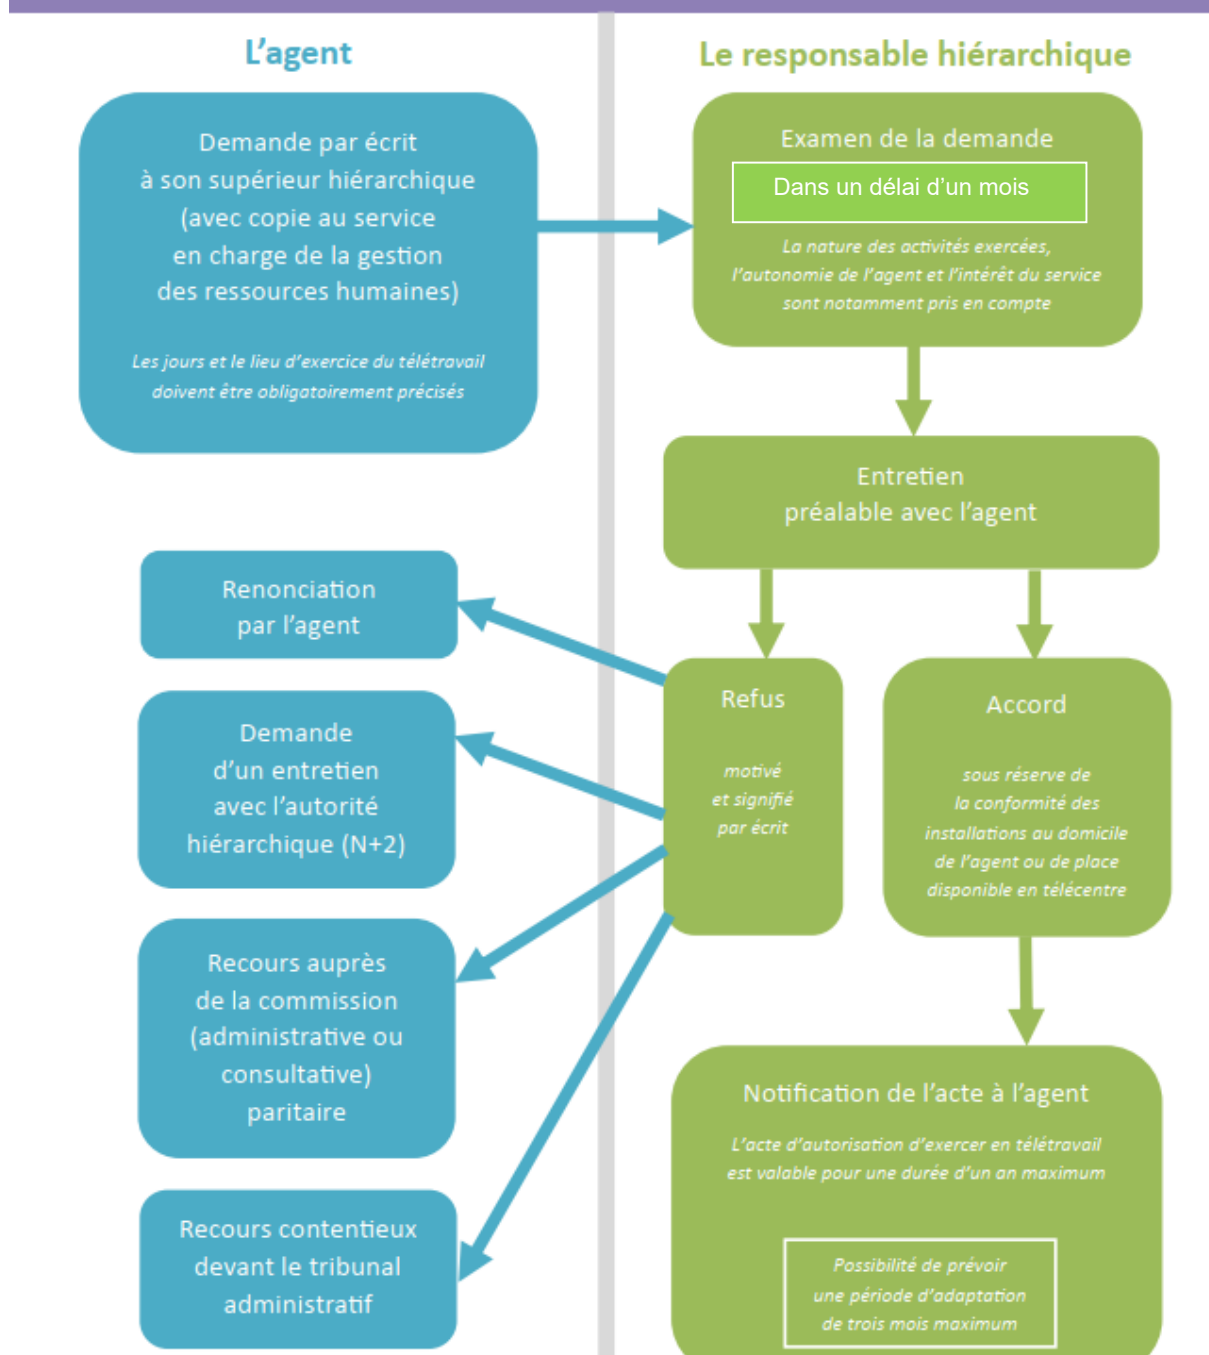 L’agent
Demande par écrit
à son supérieur hiérarchique
(avec copie au service
en charge de la gestion
des ressources humaines)
Les jours et le lieu d’exercice du télétravail
doivent être obligatoirement précisés
Le responsable hiérarchique
Examen de la demande
Dans un délai d’un mois
La nature des activités exercées,
l’autonomie de l’agent et l’intérêt du service
sont notamment pris en compte
Entretien
préalable avec l’agent
Refus
motivé
et signifié
par écrit
Accord
sous réserve de
la conformité des
installations au domicile
de l’agent ou de place
disponible en télécentre
Renonciation
par l’agent
Demande
d’un entretien
avec l’autorité
hiérarchique (N+2)
Recours auprès
de la commission
(administrative ou
consultative)
paritaire
Recours contentieux
devant le tribunal
administratif
Notification de l’acte à l’agent
L’acte d’autorisation d’exercer en télétravail
est valable pour une durée d’un an maximum
Possibilité de prévoir
une période d’adaptation
de trois mois maximum